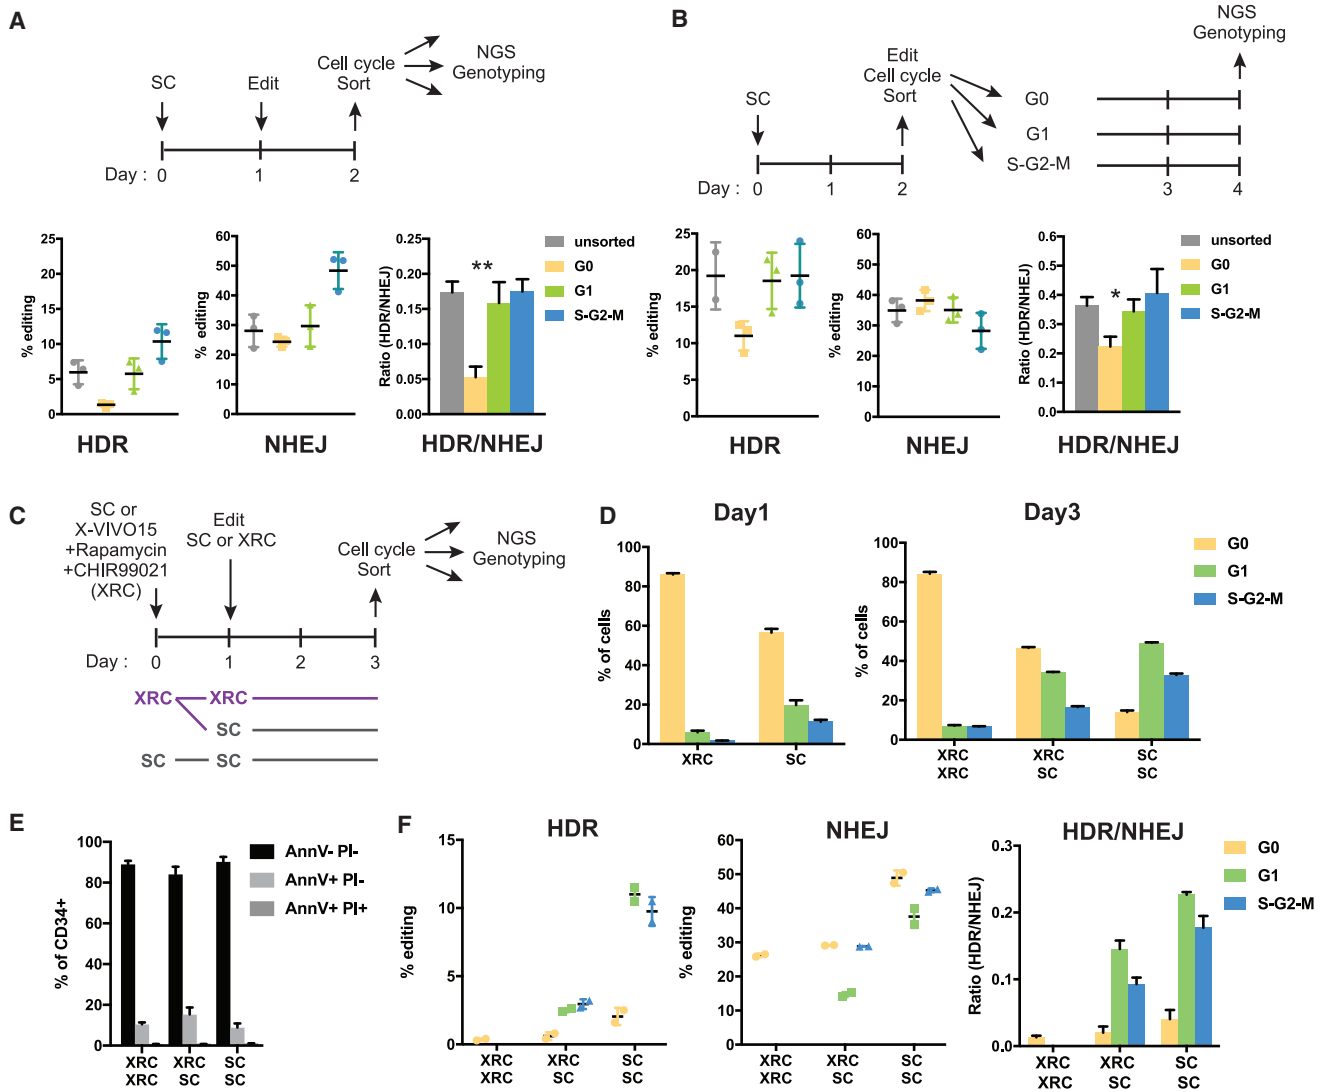 A
SC
Edit
Cell cycle
Sort
NGS
Genotyping
Day :
0
1
2
25
20
15
10
5
0
% editing
HDR
60
50
40
30
20
10
0
% editing
NHEJ
0.25
0.20
0.15
0.10
0.05
0.00
Ratio (HDR/NHEJ)
**
HDR/NHEJ
unsorted
G0
G1
S-G2-M
B
SC
Edit
Cell cycle
Sort
G0
G1
S-G2-M
NGS
Genotyping
Day :
0
1
2
3
4
25
20
15
10
5
0
% editing
HDR
60
50
40
30
20
10
0
% editing
NHEJ
0.6
0.5
0.4
0.3
0.2
0.1
0.0
Ratio (HDR/NHEJ)
*
HDR/NHEJ
unsorted
G0
G1
S-G2-M
C
SC or
X-VIVO15
+Rapamycin
+CHIR99021
(XRC)
Edit
SC or XRC
Cell cycle
Sort
NGS
Genotyping
Day :
0
1
2
3
XRC
XRC
SC
SC
SC
D
Day1
100
80
60
40
20
0
% of cells
XRC
SC
Day3
100
80
60
40
20
0
% of cells
XRC
XRC
XRC
SC
SC
SC
G0
G1
S-G2-M
E
100
80
60
40
20
0
% of CD34+
XRC
XRC
XRC
SC
SC
SC
AnnV- PI-
AnnV+ PI-
AnnV+ PI+
F
HDR
15
10
5
0
% editing
XRC
XRC
XRC
SC
SC
SC
NHEJ
60
50
40
30
20
10
0
% editing
XRC
XRC
XRC
SC
SC
SC
HDR/NHEJ
0.3
0.2
0.1
0.0
Ratio (HDR/NHEJ)
XRC
XRC
XRC
SC
SC
SC
G0
G1
S-G2-M